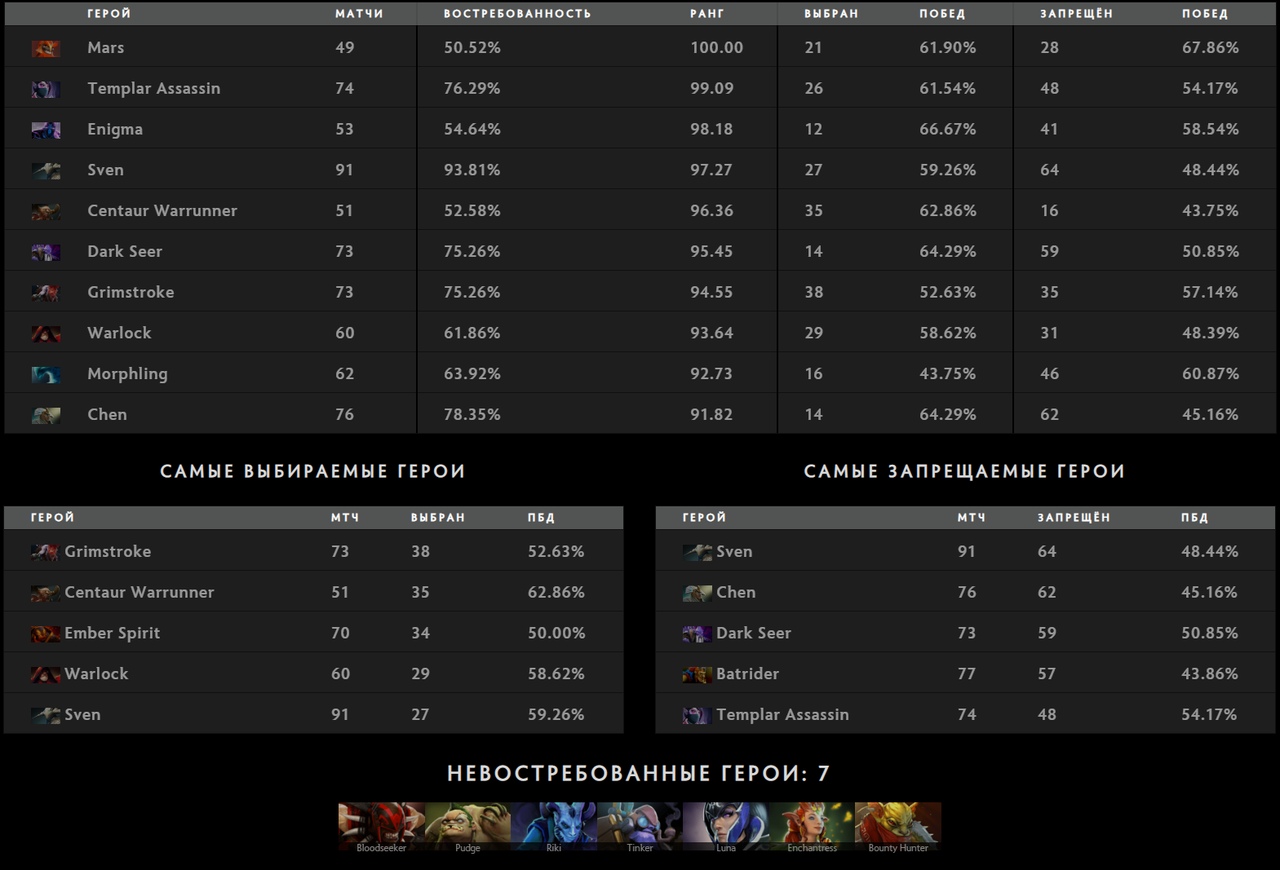 ГЕРОЙ МАТЧИ ВОСТРЕБОВАННОСТЬ РАНГ ВЫБРАН ПОБЕД ЗАПРЕЩЁН ПОБЕД
Mars 49 50.52% 100.00 21 61.90% 28 67.86%
Templar Assassin 74 76.29% 99.09 26 61.54% 48 54.17%
Enigma 53 54.64% 98.18 12 66.67% 41 58.54%
Sven 91 93.81% 97.27 27 59.26% 64 48.44%
Centaur Warrunner 51 52.58% 96.36 35 62.86% 16 43.75%
Dark Seer 73 75.26% 95.45 14 64.29% 59 50.85%
Grimstroke 73 75.26% 94.55 38 52.63% 35 57.14%
Warlock 60 61.86% 93.64 29 58.62% 31 48.39%
Morphling 62 63.92% 92.73 16 43.75% 46 60.87%
Chen 76 78.35% 91.82 14 64.29% 62 45.16%
САМЫЕ ВЫБИРАЕМЫЕ ГЕРОИ
ГЕРОЙ МТЧ ВЫБРАН ПБД
Grimstroke 73 38 52.63%
Centaur Warrunner 51 35 62.86%
Ember Spirit 70 34 50.00%
Warlock 60 29 58.62%
Sven 91 27 59.26%
САМЫЕ ЗАПРЕЩАЕМЫЕ ГЕРОИ
ГЕРОЙ МТЧ ЗАПРЕЩЁН ПБД
Sven 91 64 48.44%
Chen 76 62 45.16%
Dark Seer 73 59 50.85%
Batrider 77 57 43.86%
Templar Assassin 74 48 54.17%
НЕВОСТРЕБОВАННЫЕ ГЕРОИ: 7
Bloodseeker Pudge Riki Tinker Luna Enchantress Bounty Hunter